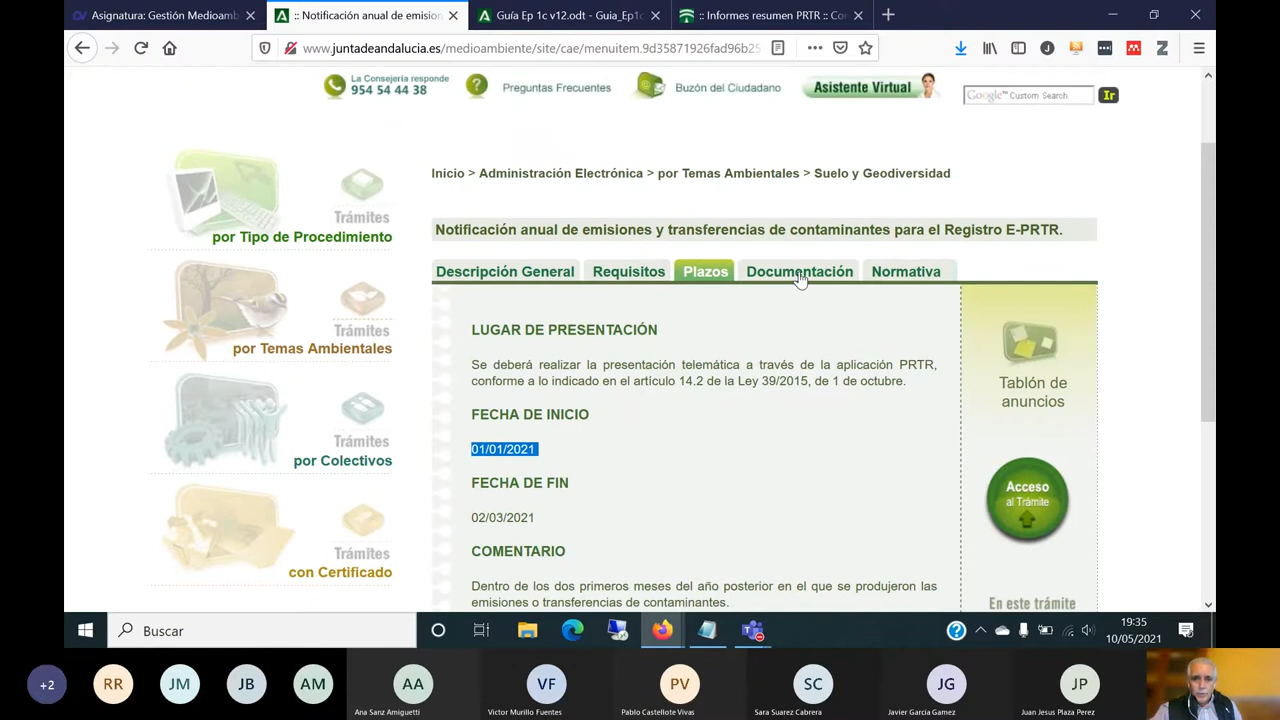 Asignatura: Gestión Medioamb
:: Notificación anual de emision
Guía Ep 1c v12.odt - Guia_Ep1c
:: Informes resumen PRTR :: Co
www.juntadeandalucia.es/medioambiente/site/cae/menuitem.9d35871926fad96b25
La Consejería responde
954 54 44 38
Preguntas Frecuentes
Buzón del Ciudadano
Asistente Virtual
Google™ Custom Search
Ir
Inicio > Administración Electrónica > por Temas Ambientales > Suelo y Geodiversidad
Trámites
por Tipo de Procedimiento
Trámites
por Temas Ambientales
Trámites
por Colectivos
Trámites
con Certificado
Notificación anual de emisiones y transferencias de contaminantes para el Registro E-PRTR.
Descripción General
Requisitos
Plazos
Documentación
Normativa
LUGAR DE PRESENTACIÓN
Se deberá realizar la presentación telemática a través de la aplicación PRTR,
conforme a lo indicado en el artículo 14.2 de la Ley 39/2015, de 1 de octubre.
FECHA DE INICIO
01/01/2021
FECHA DE FIN
02/03/2021
COMENTARIO
Dentro de los dos primeros meses del año posterior en el que se produjeron las
emisiones o transferencias de contaminantes.
Tablón de
anuncios
Acceso
al Trámite
En este trámite
Buscar
19:35
10/05/2021
+2
RR
JM
JB
AM
AA
Ana Sanz Amiguetti
VF
Victor Murillo Fuentes
PV
Pablo Castellote Vivas
SC
Sara Suarez Cabrera
JG
Javier Garcia Gamez
JP
Juan Jesus Plaza Perez